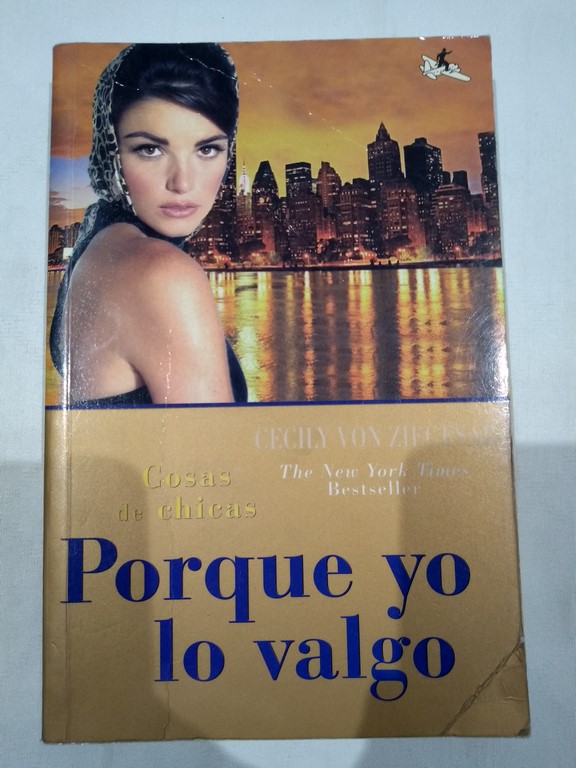 CECILY VON ZIEGESAR
The New York Times
Bestseller
Cosas
de chicas
Porque yo
lo valgo